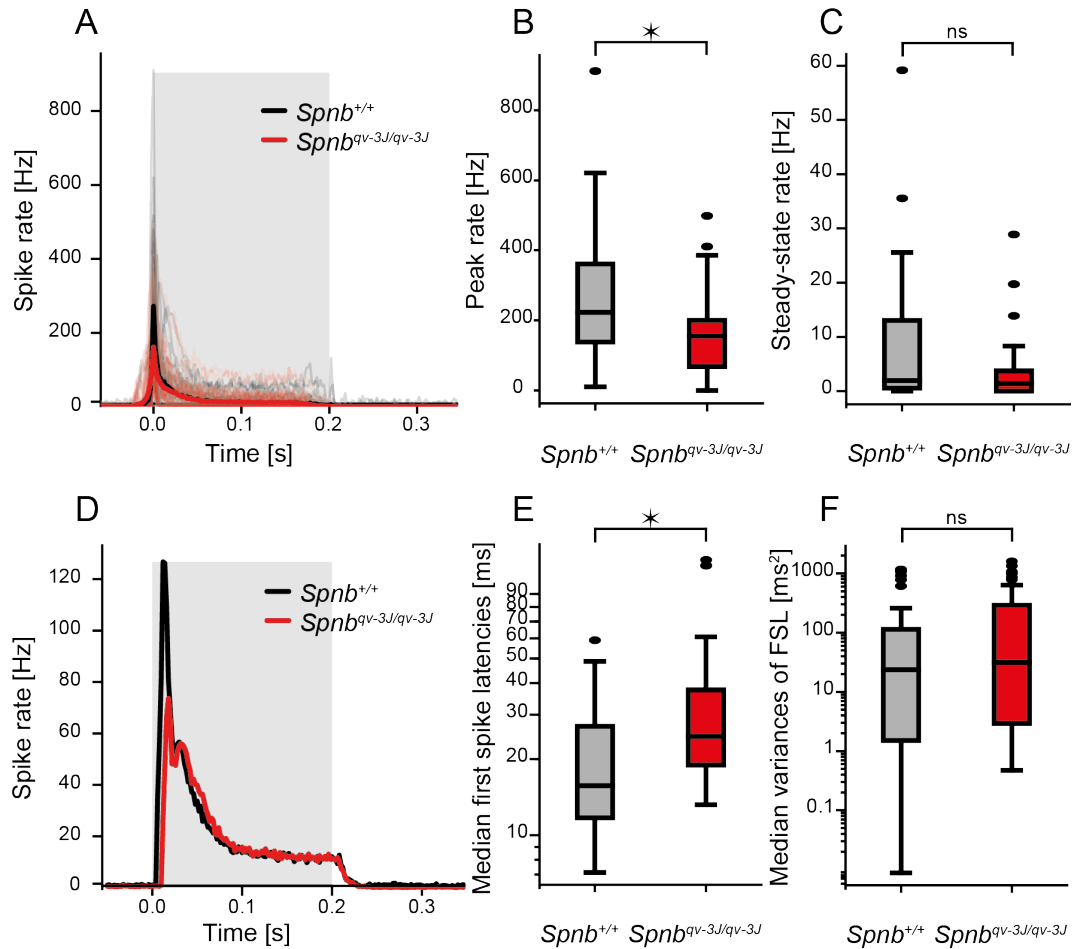 A
Spike rate [Hz]
800
600
400
200
0
Spnb+/+
Spnbqv-3J/qv-3J
0.0 0.1 0.2 0.3
Time [s]
B
✶
Peak rate [Hz]
800
600
400
200
0
Spnb+/+ Spnbqv-3J/qv-3J
C
ns
Steady-state rate [Hz]
60
50
40
30
20
10
0
Spnb+/+ Spnbqv-3J/qv-3J
D
Spike rate [Hz]
120
100
80
60
40
20
0
Spnb+/+
Spnbqv-3J/qv-3J
0.0 0.1 0.2 0.3
Time [s]
E
✶
Median first spike latencies [ms]
90
80
70
60
50
40
30
20
10
Spnb+/+ Spnbqv-3J/qv-3J
F
ns
Median variances of FSL [ms²]
1000
100
10
1
0.1
Spnb+/+ Spnbqv-3J/qv-3J